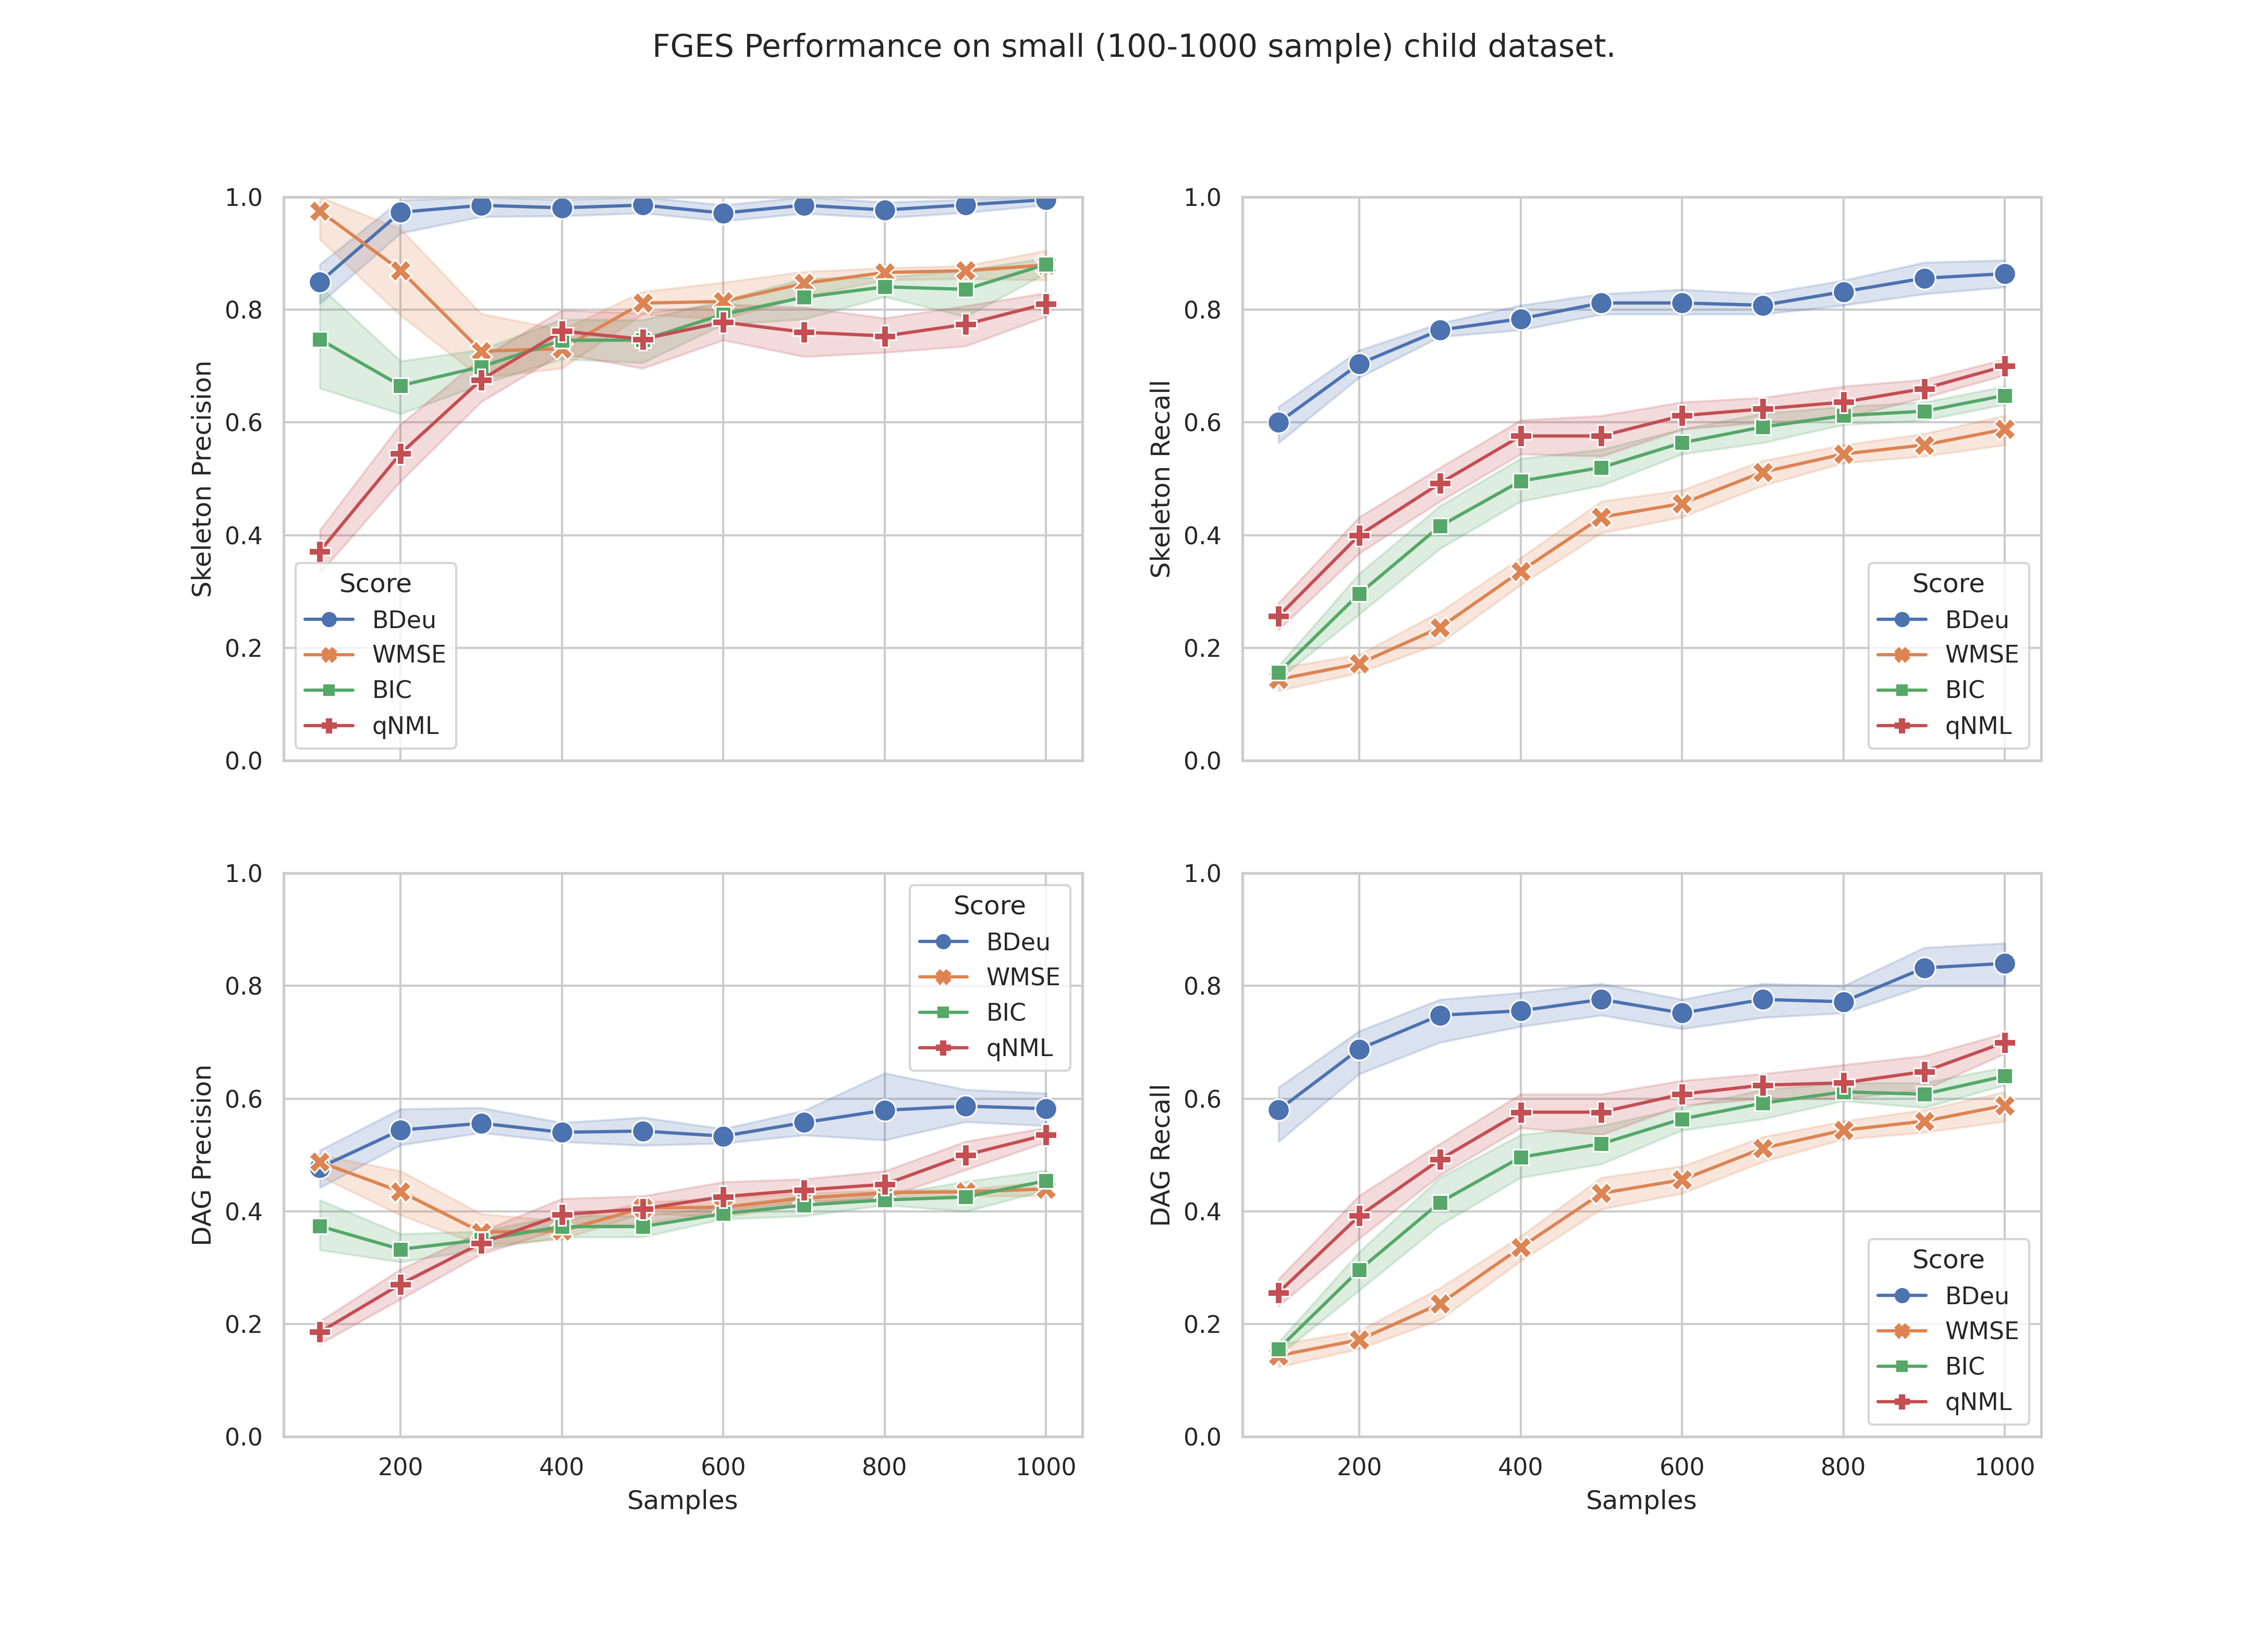 FGES Performance on small (100-1000 sample) child dataset.
Skeleton Precision
1.0
0.8
0.6
0.4
0.2
0.0
Score
BDeu
WMSE
BIC
qNML
Skeleton Recall
1.0
0.8
0.6
0.4
0.2
0.0
Score
BDeu
WMSE
BIC
qNML
DAG Precision
1.0
0.8
0.6
0.4
0.2
0.0
Score
BDeu
WMSE
BIC
qNML
200 400 600 800 1000
Samples
DAG Recall
1.0
0.8
0.6
0.4
0.2
0.0
Score
BDeu
WMSE
BIC
qNML
200 400 600 800 1000
Samples